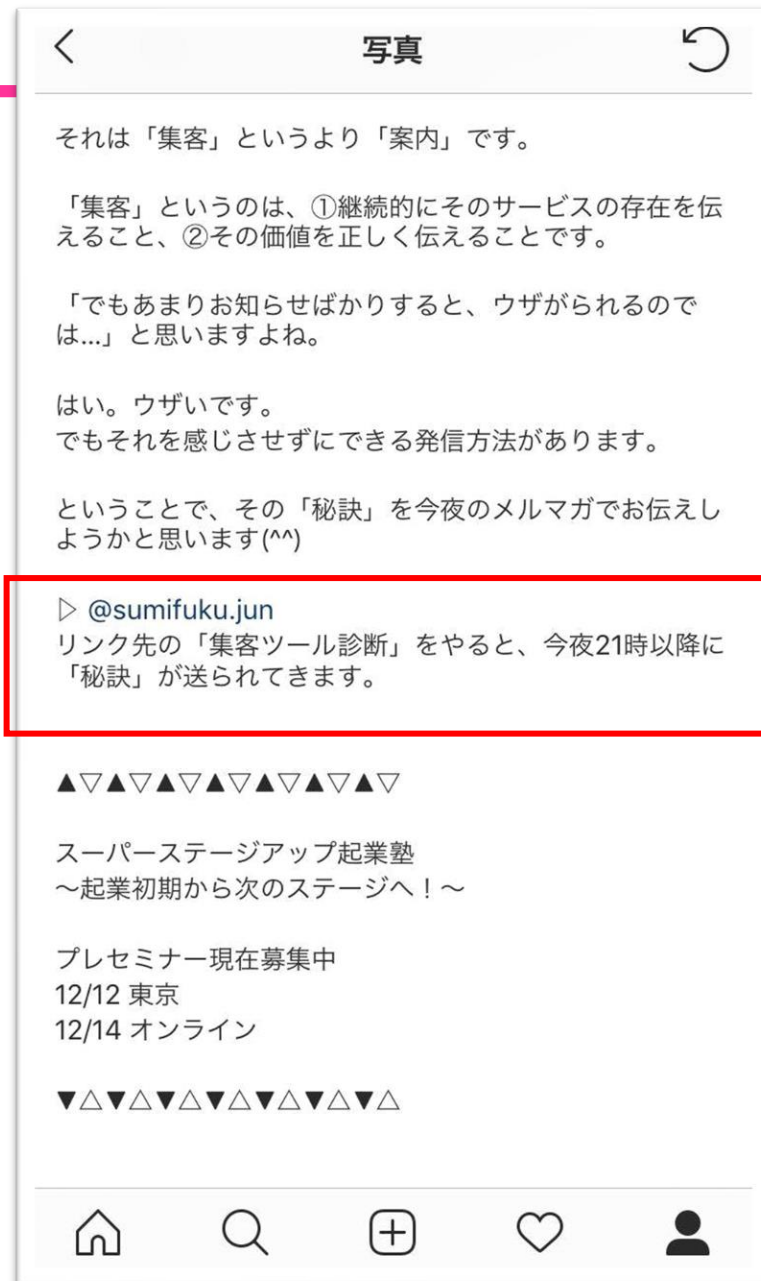 写真
それは「集客」というより「案内」です。
「集客」というのは、①継続的にそのサービスの存在を伝
えること、②その価値を正しく伝えることです。
「でもあまりお知らせばかりすると、ウザがられるので
は...」と思いますよね。
はい。ウザいです。
でもそれを感じさせずにできる発信方法があります。
ということで、その「秘訣」を今夜のメルマガでお伝えし
ようかと思います(^^)
▷ @sumifuku.jun
リンク先の「集客ツール診断」をやると、今夜21時以降に
「秘訣」が送られてきます。
▲▽▲▽▲▽▲▽▲▽▲▽▲▽
スーパーステージアップ起業塾
〜起業初期から次のステージへ！〜
プレセミナー現在募集中
12/12 東京
12/14 オンライン
▼△▼△▼△▼△▼△▼△▼△